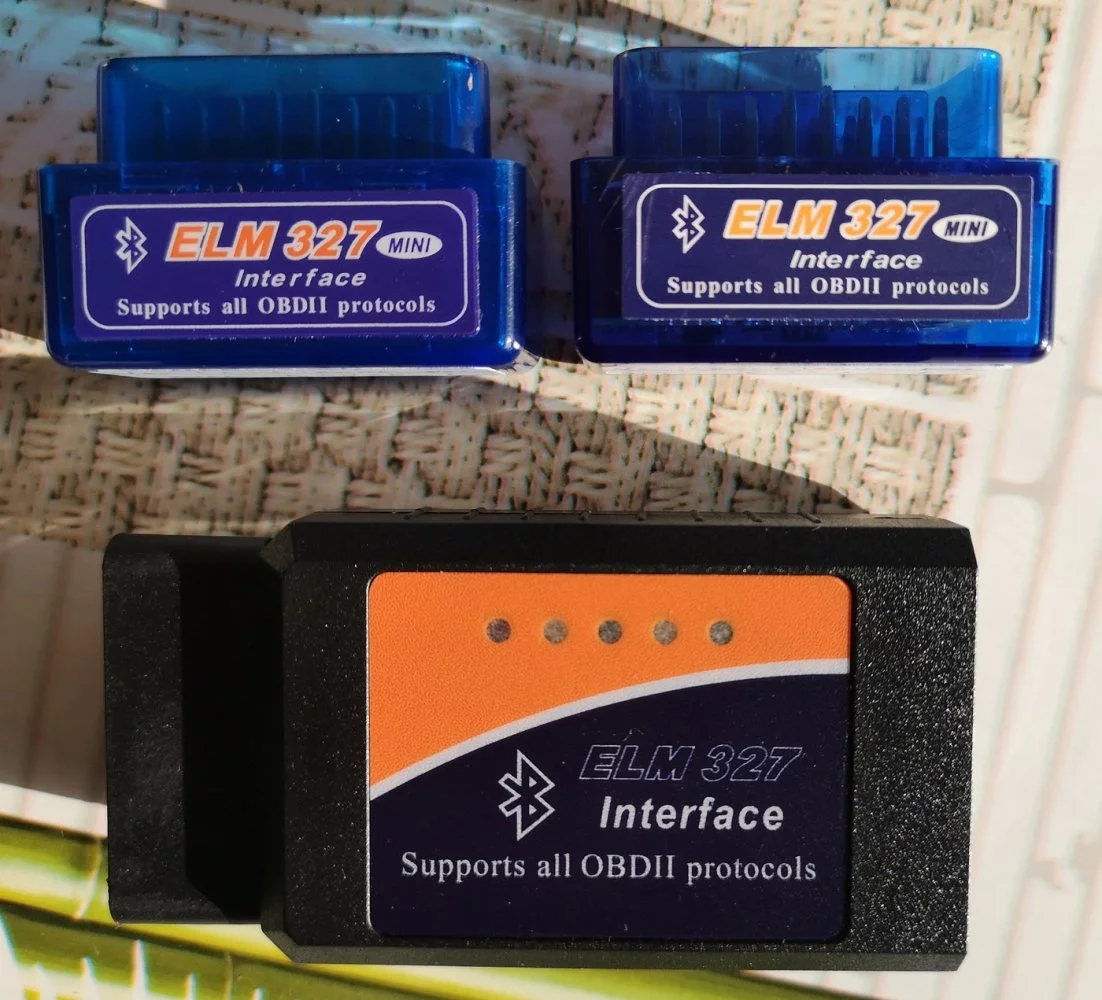 ELM 327 MINI
Interface
Supports all OBDII protocols
ELM 327 MINI
Interface
Supports all OBDII protocols
ELM 327
Interface
Supports all OBDII protocols